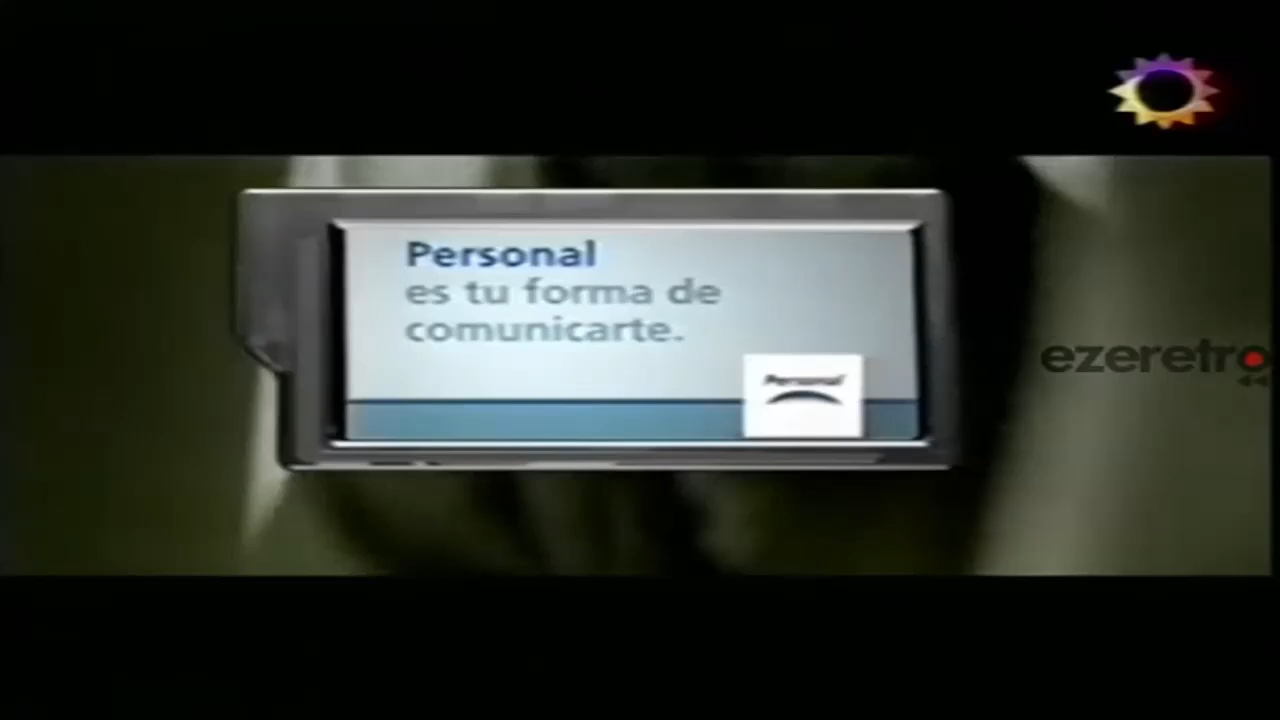 Personal
es tu forma de
comunicarte.
Personal
ezeretro